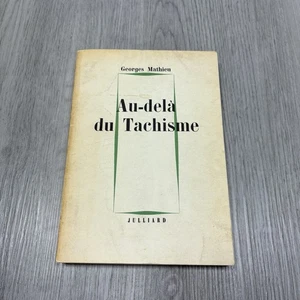 Georges Mathieu
Au-delà
du Tachisme
JULLIARD